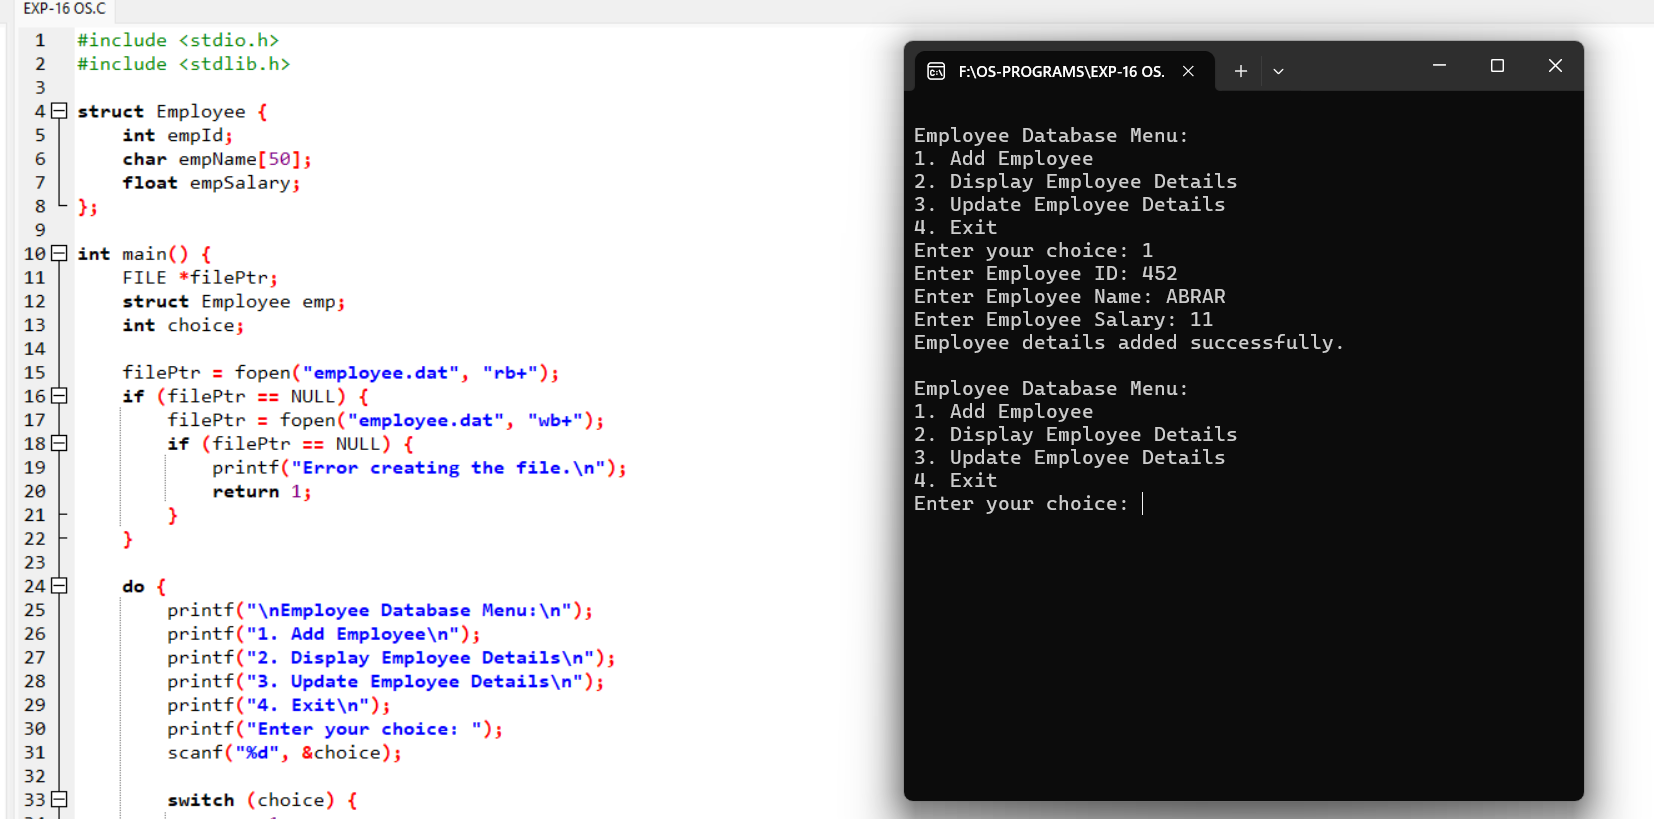 EXP-16 OS.C
1 #include <stdio.h>
2 #include <stdlib.h>
3
4 struct Employee {
5 int empId;
6 char empName[50];
7 float empSalary;
8 };
9
10 int main() {
11 FILE *filePtr;
12 struct Employee emp;
13 int choice;
14
15 filePtr = fopen("employee.dat", "rb+");
16 if (filePtr == NULL) {
17 filePtr = fopen("employee.dat", "wb+");
18 if (filePtr == NULL) {
19 printf("Error creating the file.\n");
20 return 1;
21 }
22 }
23
24 do {
25 printf("\nEmployee Database Menu:\n");
26 printf("1. Add Employee\n");
27 printf("2. Display Employee Details\n");
28 printf("3. Update Employee Details\n");
29 printf("4. Exit\n");
30 printf("Enter your choice: ");
31 scanf("%d", &choice);
32
33 switch (choice) {
F:\OS-PROGRAMS\EXP-16 OS.
Employee Database Menu:
1. Add Employee
2. Display Employee Details
3. Update Employee Details
4. Exit
Enter your choice: 1
Enter Employee ID: 452
Enter Employee Name: ABRAR
Enter Employee Salary: 11
Employee details added successfully.
Employee Database Menu:
1. Add Employee
2. Display Employee Details
3. Update Employee Details
4. Exit
Enter your choice: